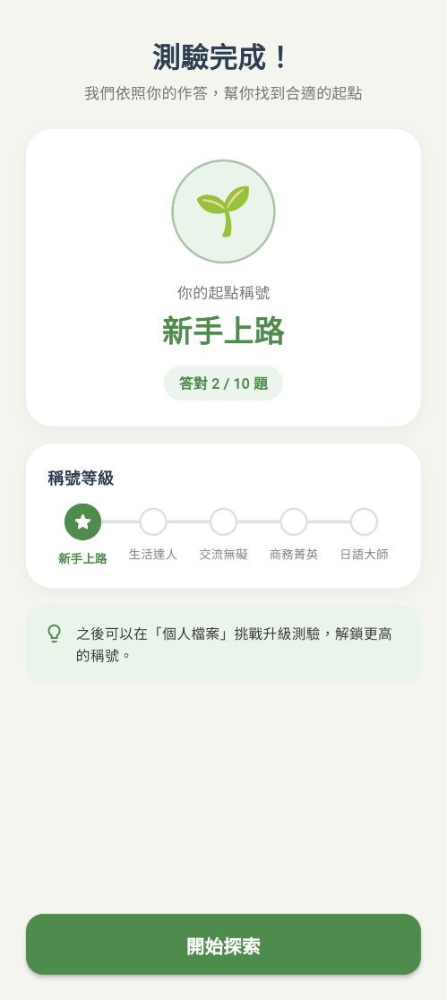 測驗完成！
我們依照你的作答，幫你找到合適的起點
你的起點稱號
新手上路
答對 2 / 10 題
稱號等級
新手上路
生活達人
交流無礙
商務菁英
日語大師
之後可以在「個人檔案」挑戰升級測驗，解鎖更高
的稱號。
開始探索